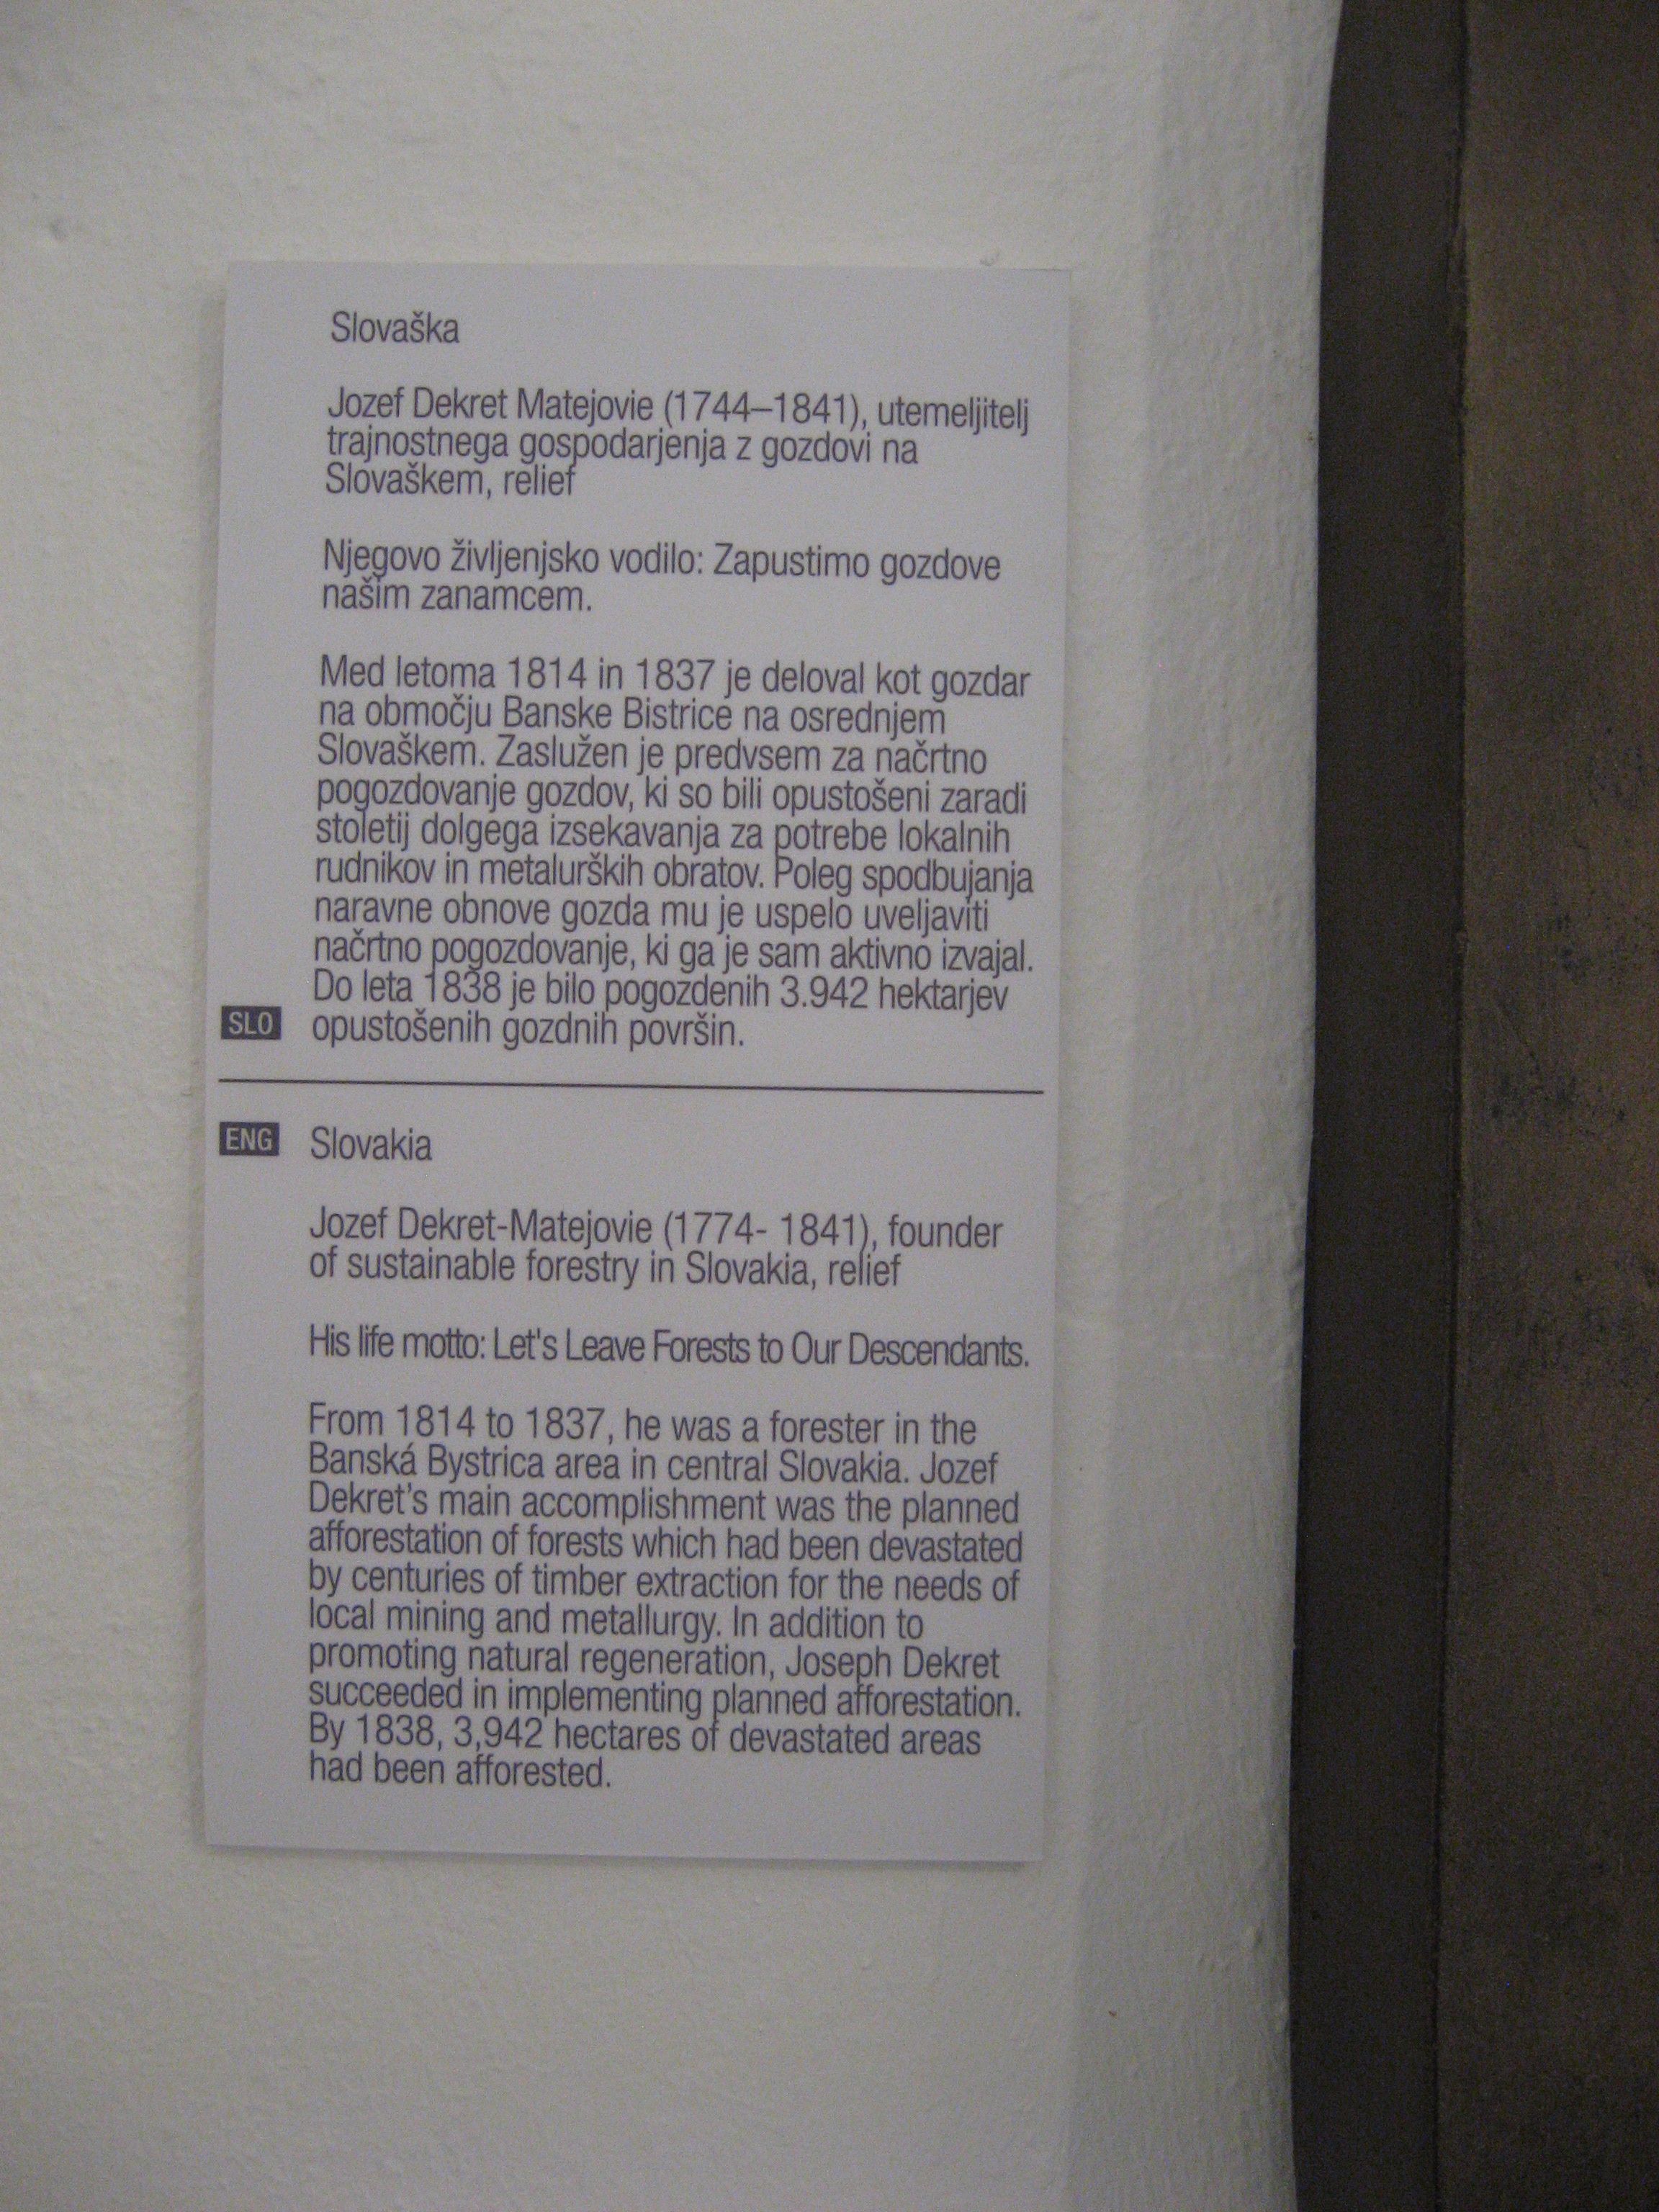 Slovaška
Jozef Dekret Matejovie (1744–1841), utemeljitelj
trajnostnega gospodarjenja z gozdovi na
Slovaškem, relief
Njegovo življenjsko vodilo: Zapustimo gozdove
našim zanamcem.
Med letoma 1814 in 1837 je deloval kot gozdar
na območju Banske Bistrice na osrednjem
Slovaškem. Zaslužen je predvsem za načrtno
pogozdovanje gozdov, ki so bili opustošeni zaradi
stoletij dolgega izsekavanja za potrebe lokalnih
rudnikov in metalurških obratov. Poleg spodbujanja
naravne obnove gozda mu je uspelo uveljaviti
načrtno pogozdovanje, ki ga je sam aktivno izvajal.
Do leta 1838 je bilo pogozdenih 3.942 hektarjev
SLO opustošenih gozdnih površin.
ENG Slovakia
Jozef Dekret-Matejovie (1774- 1841), founder
of sustainable forestry in Slovakia, relief
His life motto: Let's Leave Forests to Our Descendants.
From 1814 to 1837, he was a forester in the
Banská Bystrica area in central Slovakia. Jozef
Dekret’s main accomplishment was the planned
afforestation of forests which had been devastated
by centuries of timber extraction for the needs of
local mining and metallurgy. In addition to
promoting natural regeneration, Joseph Dekret
succeeded in implementing planned afforestation.
By 1838, 3,942 hectares of devastated areas
had been afforested.